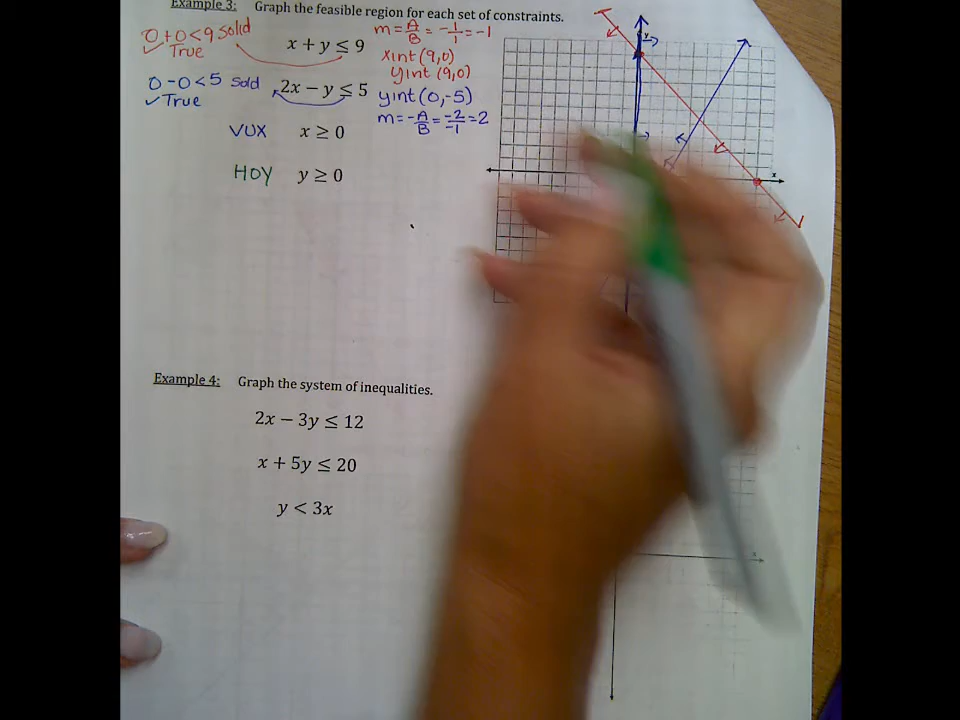 Example 3: Graph the feasible region for each set of constraints.
0+0<9 Solid
✓ True
x + y ≤ 9
m = A/B = -1/1 = -1
xint (9,0)
yint (9,0)
0-0<5 Sold
✓ True
2x − y ≤ 5
yint (0,-5)
m = -A/B = -2/-1 = 2
VUX x ≥ 0
HOY y ≥ 0
y
x
Example 4: Graph the system of inequalities.
2x − 3y ≤ 12
x + 5y ≤ 20
y < 3x
x